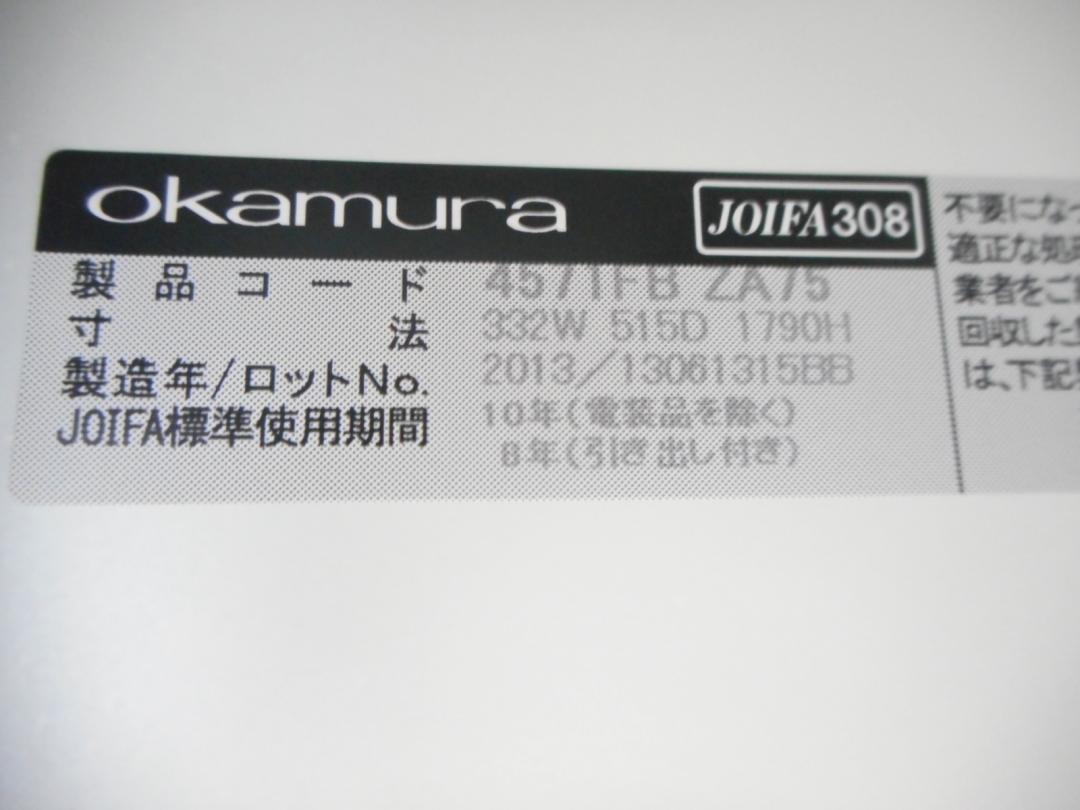 okamura
JOIFA308
製品コード 4571FB ZA75
寸法 332W 515D 1790H
製造年/ロットNo. 2013/13061315BB
JOIFA標準使用期間 10年(電装品を除く)
8年(引き出し付き)
不要になっ
適正な処理
業者をご
回収した
は、下記